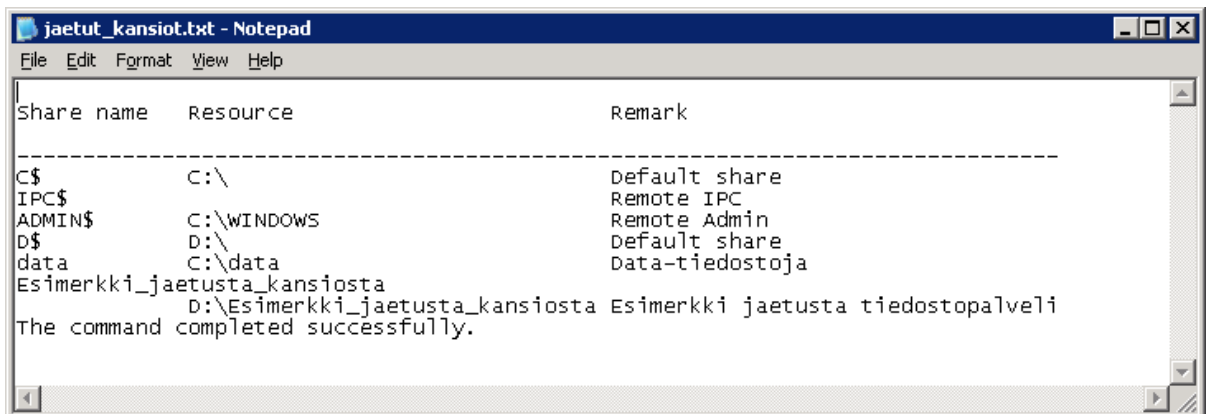 jaetut_kansiot.txt - Notepad
File Edit Format View Help
Share name Resource Remark
-------------------------------------------------------------------------------
C$ C:\ Default share
IPC$ Remote IPC
ADMIN$ C:\WINDOWS Remote Admin
D$ D:\ Default share
data C:\data Data-tiedostoja
Esimerkki_jaetusta_kansiosta
D:\Esimerkki_jaetusta_kansiosta Esimerkki jaetusta tiedostopalveli
The command completed successfully.